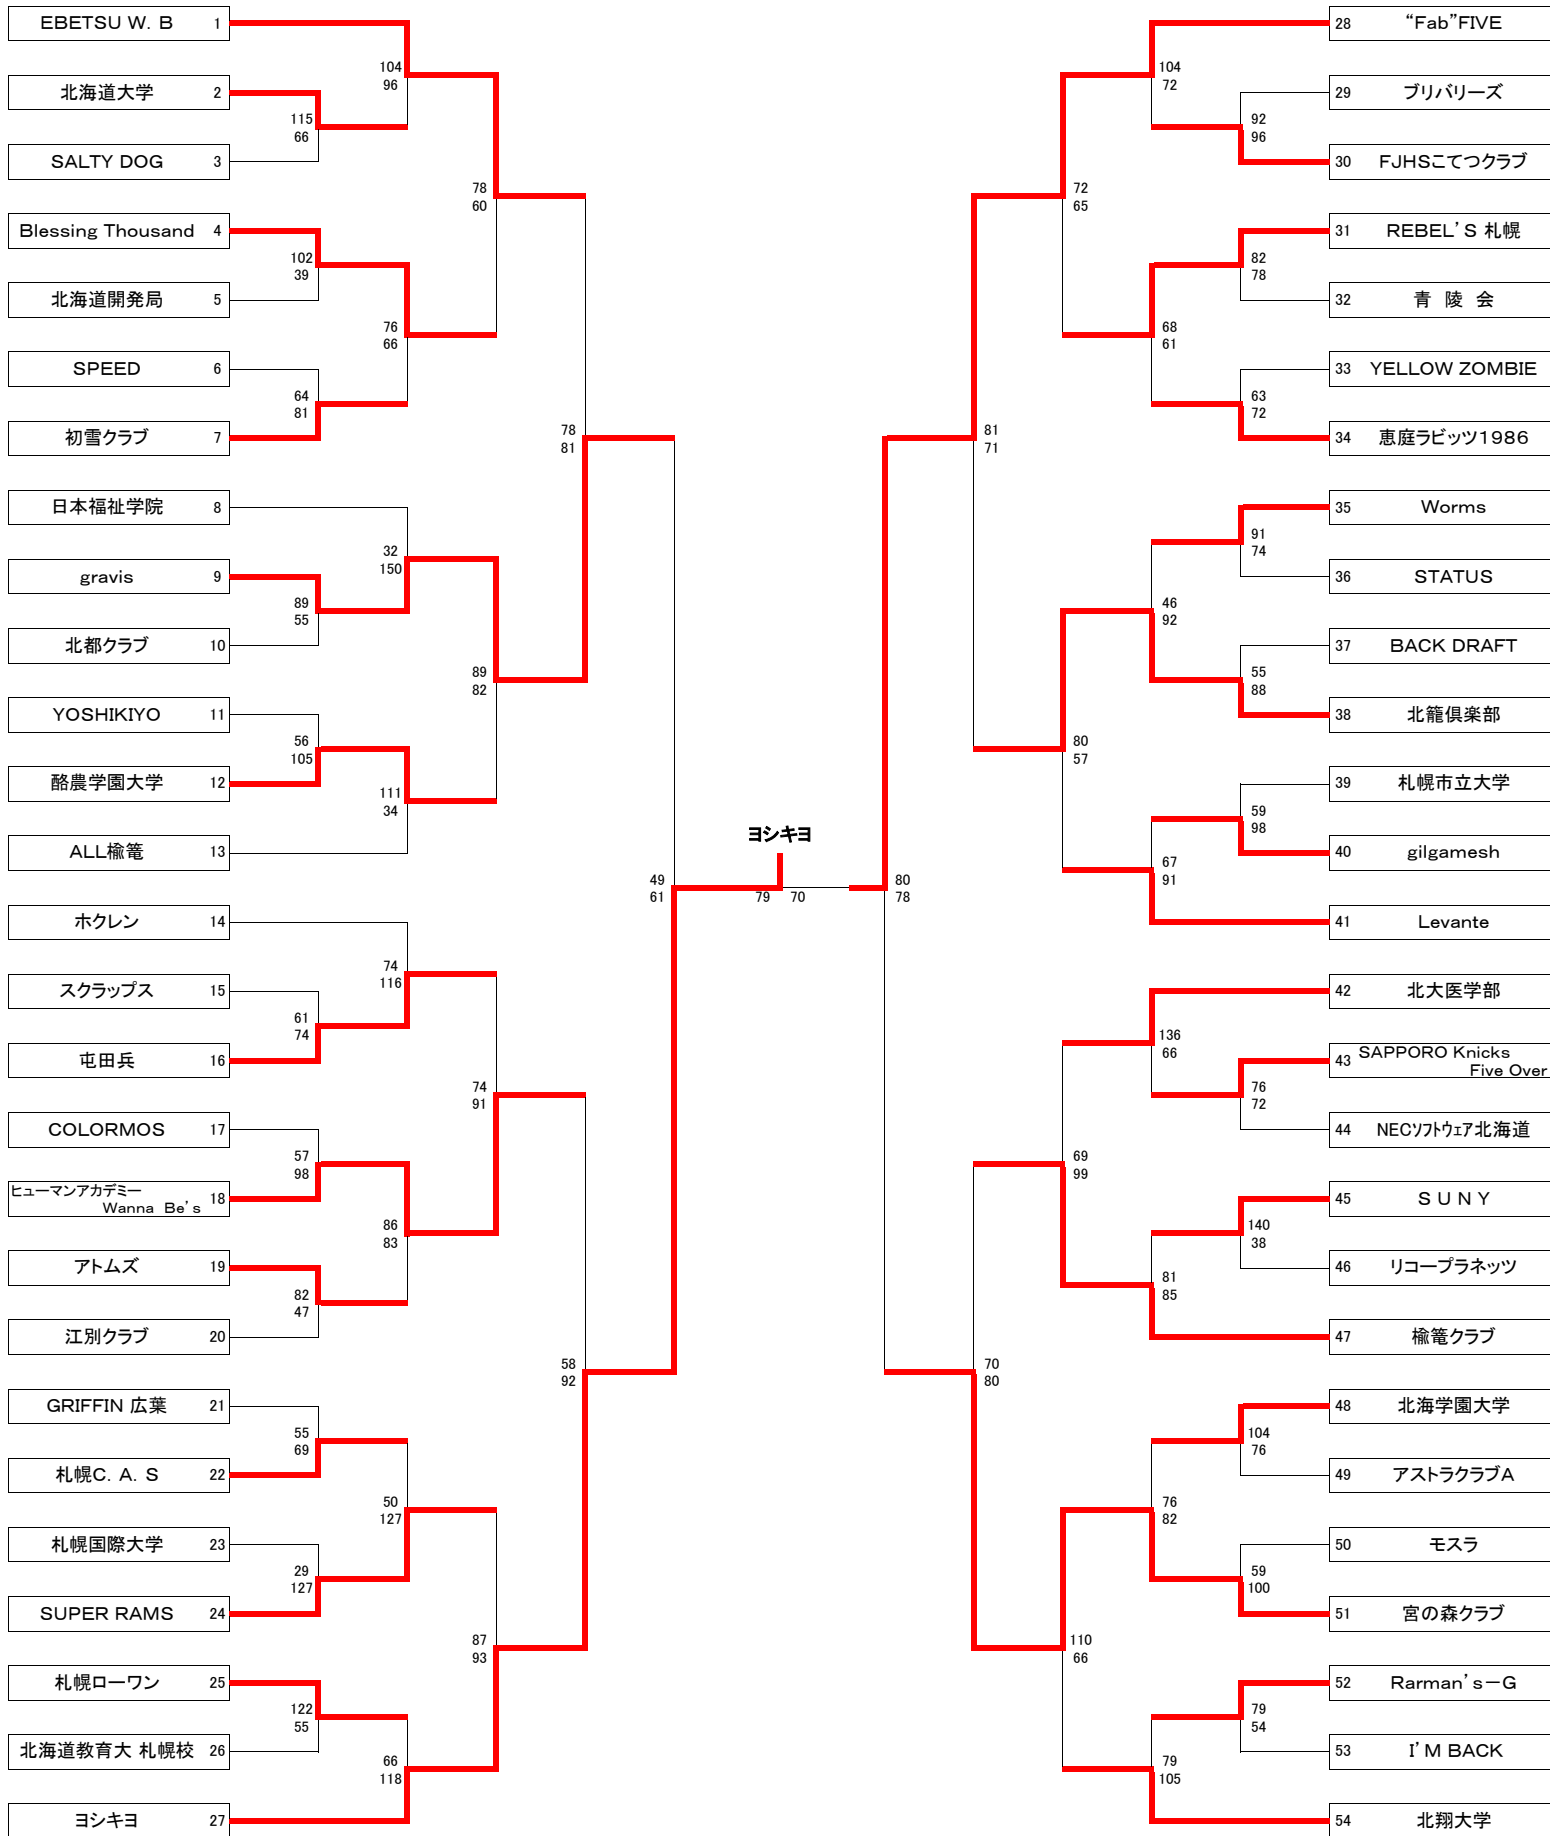 EBETSU W. B 1
104
96
北海道大学 2
115
66
SALTY DOG 3
78
60
Blessing Thousand 4
102
39
北海道開発局 5
76
66
SPEED 6
64
81
初雪クラブ 7
78
81
日本福祉学院 8
32
150
gravis 9
89
55
北都クラブ 10
89
82
YOSHIKIYO 11
56
105
酪農学園大学 12
111
34
ALL楡篭 13
49
61
ホクレン 14
74
116
スクラップス 15
61
74
屯田兵 16
74
91
COLORMOS 17
57
98
ヒューマンアカデミー
Wanna Be's 18
86
83
アトムズ 19
82
47
江別クラブ 20
58
92
GRIFFIN 広葉 21
55
69
札幌C. A. S 22
50
127
札幌国際大学 23
29
127
SUPER RAMS 24
87
93
札幌ローワン 25
122
55
北海道教育大 札幌校 26
66
118
ヨシキヨ 27
ヨシキヨ
79 70
28 “Fab”FIVE
104
72
29 ブリバリーズ
92
96
30 FJHSこてつクラブ
72
65
31 REBEL'S 札幌
82
78
32 青 陵 会
68
61
33 YELLOW ZOMBIE
63
72
34 恵庭ラビッツ1986
81
71
35 Worms
91
74
36 STATUS
46
92
37 BACK DRAFT
55
88
38 北籠倶楽部
80
57
39 札幌市立大学
59
98
40 gilgamesh
67
91
80
78
41 Levante
42 北大医学部
136
66
43 SAPPORO Knicks
Five Over
76
72
44 NECソフトウェア北海道
69
99
45 S U N Y
140
38
46 リコープラネッツ
81
85
47 楡篭クラブ
70
80
48 北海学園大学
104
76
49 アストラクラブA
76
82
50 モスラ
59
100
51 宮の森クラブ
110
66
52 Rarman's－G
79
54
53 I'M BACK
79
105
54 北翔大学